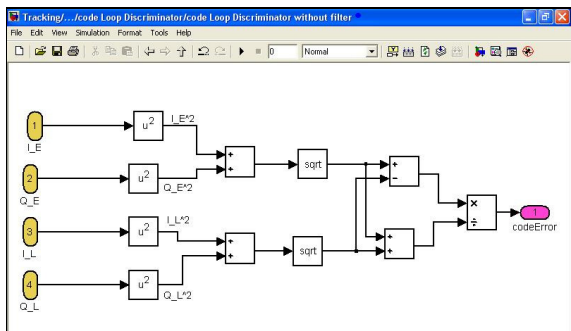 Tracking/.../code Loop Discriminator/code Loop Discriminator without filter *
File Edit View Simulation Format Tools Help
0 Normal
1
I_E
u²
I_E^2
2
Q_E
u²
Q_E^2
+
+
sqrt
+
−
×
÷
1
codeError
3
I_L
u²
I_L^2
4
Q_L
u²
Q_L^2
+
+
sqrt
+
+